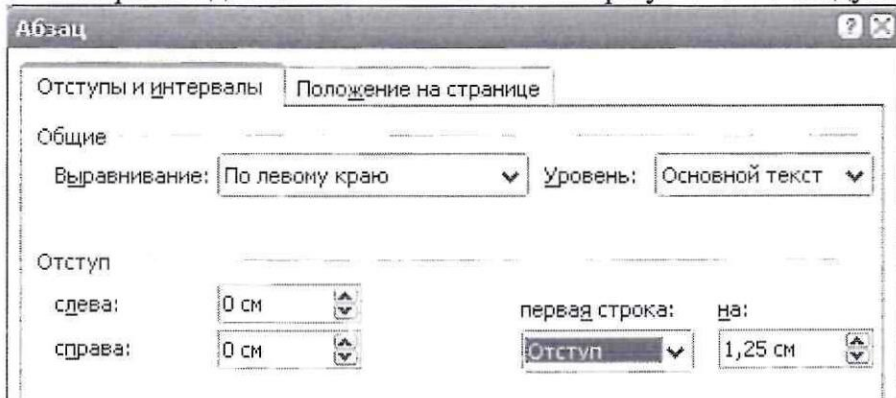 Абзац
Отступы и интервалы Положение на странице
Общие
Выравнивание: По левому краю Уровень: Основной текст
Отступ
слева: 0 см первая строка: на:
справа: 0 см Отступ 1,25 см